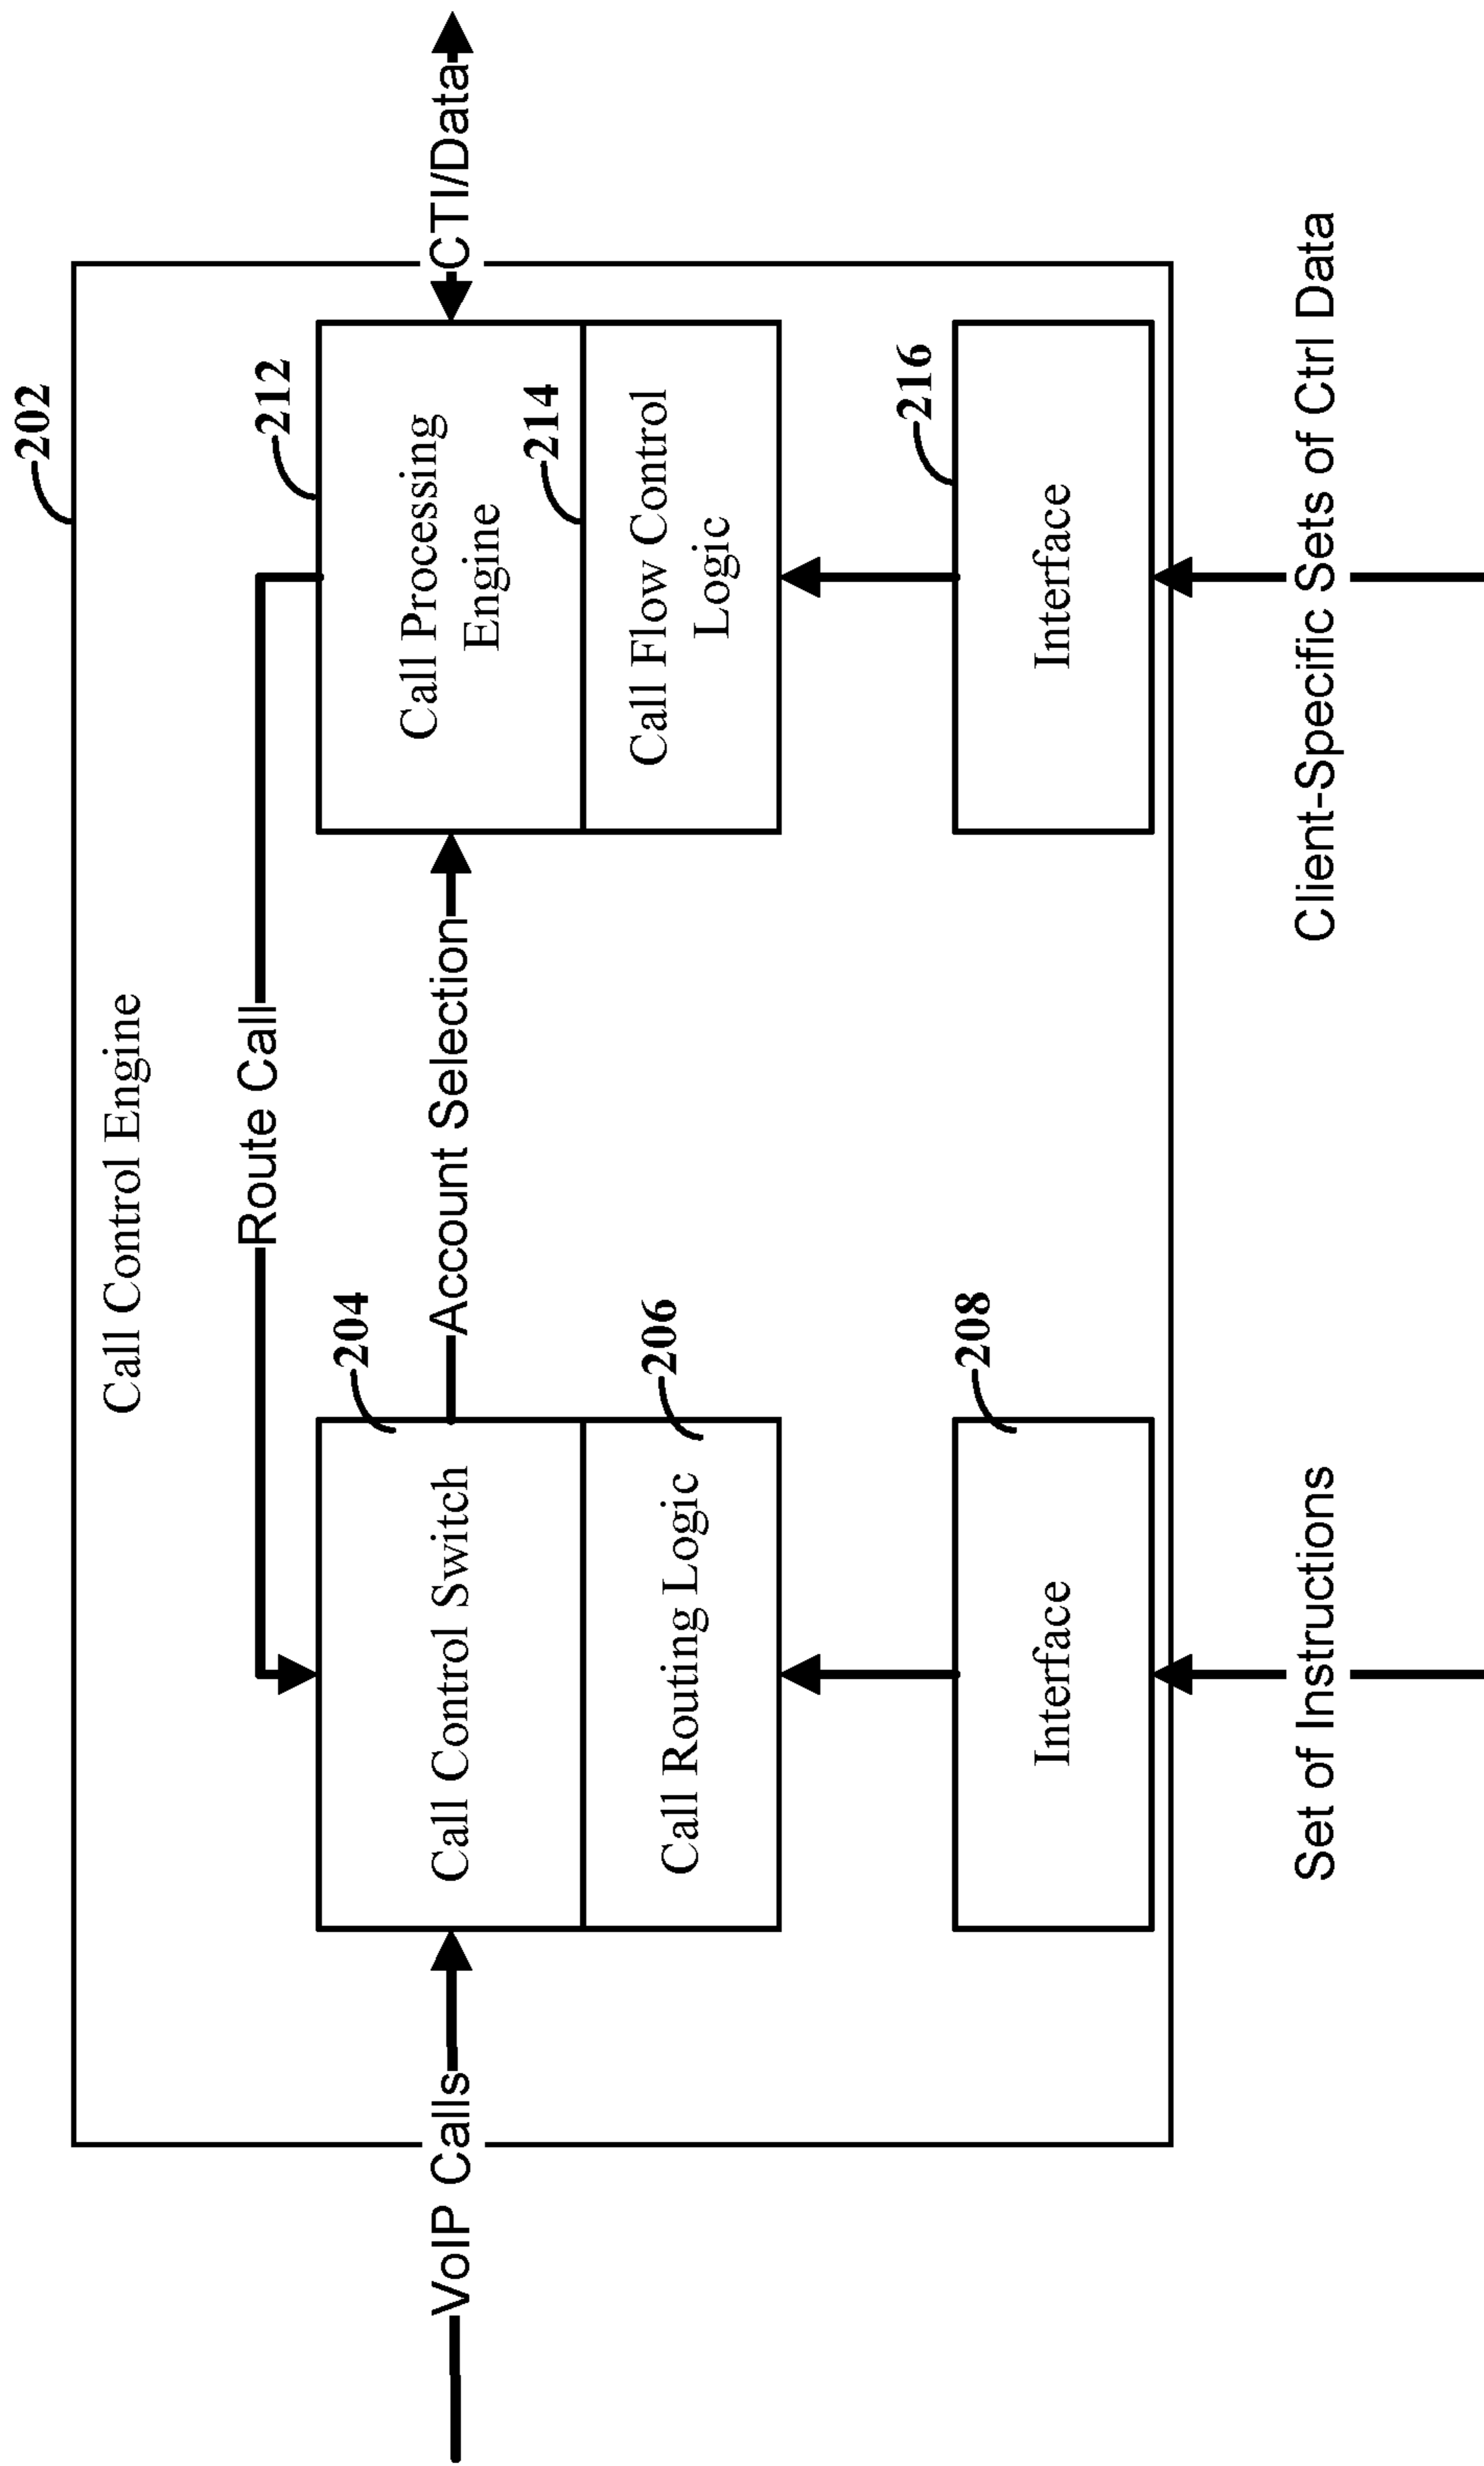 202
Call Control Engine
Route Call
204
212
VoIP Calls
Call Control Switch
Account Selection
Call Processing
Engine
CTI/Data
206
214
Call Routing Logic
Call Flow Control
Logic
208
216
Interface
Interface
Set of Instructions
Client-Specific Sets of Ctrl Data